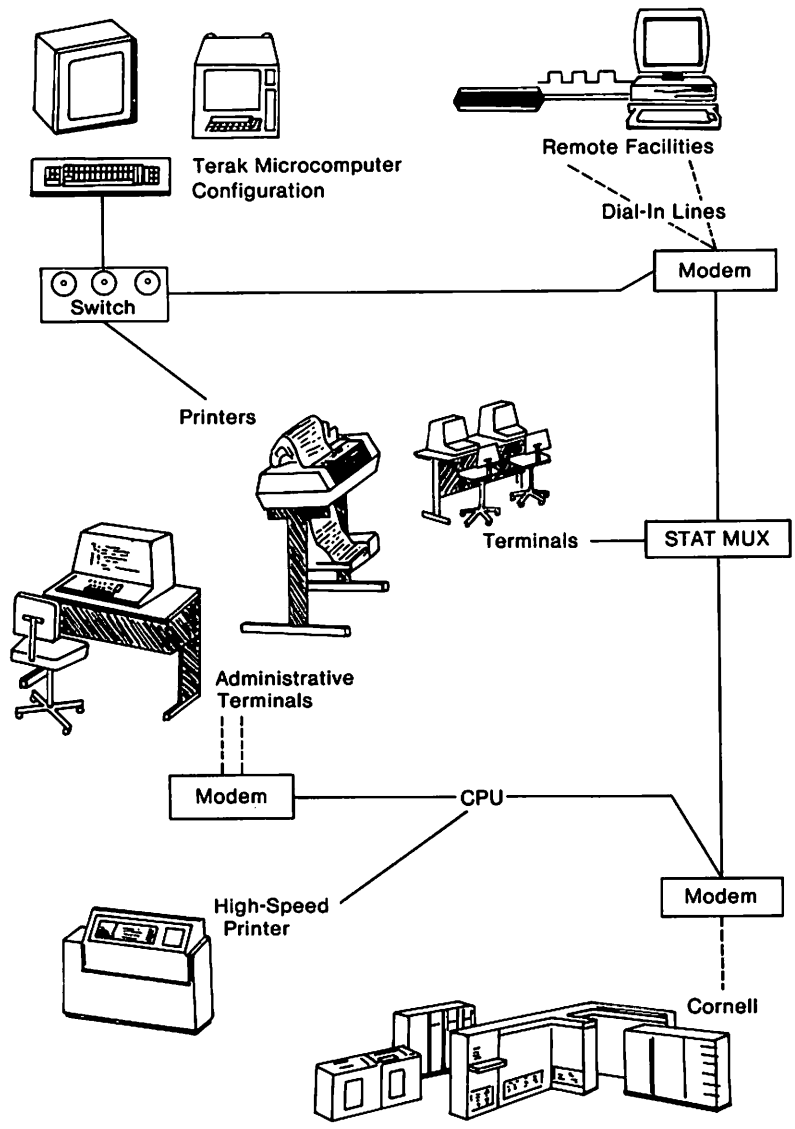 Terak Microcomputer
Configuration
Remote Facilities
Dial-In Lines
Modem
Switch
Printers
Terminals
STAT MUX
Administrative
Terminals
Modem
CPU
Modem
High-Speed
Printer
Cornell